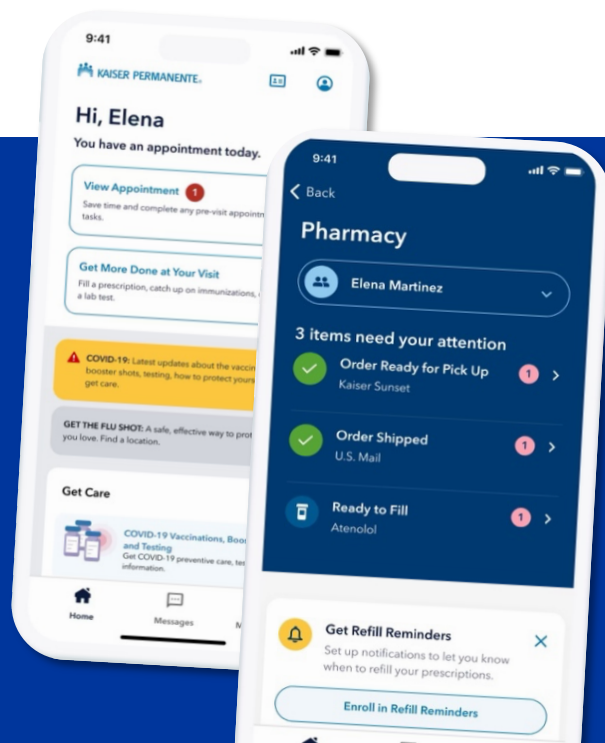 9:41
KAISER PERMANENTE®
Hi, Elena
You have an appointment today.
View Appointment 1
Save time and complete any pre-visit
tasks.
Get More Done at Your Visit
Fill a prescription, catch up on immunizations,
a lab test.
COVID-19: Latest updates about the
booster shots, testing, how to protect
get care.
GET THE FLU SHOT: A safe, effective way to
you love. Find a location.
Get Care
COVID-19 Vaccinations,
and Testing
Get COVID-19 preventive care,
information.
Home
Messages
9:41
Back
Pharmacy
Elena Martinez
3 items need your attention
Order Ready for Pick Up 1
Kaiser Sunset
Order Shipped 1
U.S. Mail
Ready to Fill 1
Atenolol
Get Refill Reminders
Set up notifications to let you know
when to refill your prescriptions.
Enroll in Refill Reminders